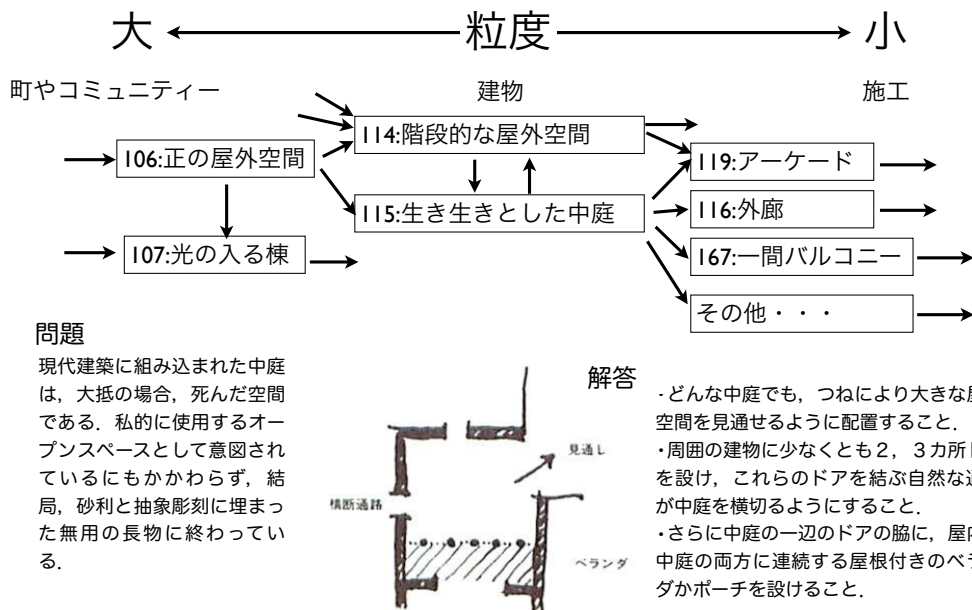 大 粒度 小
町やコミュニティー 建物 施工
114:階段的な屋外空間
106:正の屋外空間
119:アーケード
115:生き生きとした中庭
116:外廊
107:光の入る棟
167:一間バルコニー
その他・・・
問題
現代建築に組み込まれた中庭
は，大抵の場合，死んだ空間
である．私的に使用するオー
プンスペースとして意図され
ているにもかかわらず，結
局，砂利と抽象彫刻に埋まっ
た無用の長物に終わってい
る．
見通し
横断通路
ベランダ
解答
・どんな中庭でも，つねにより大きな
空間を見通せるように配置すること．
・周囲の建物に少なくとも２，３カ所
を設け，これらのドアを結ぶ自然な
が中庭を横切るようにすること．
・さらに中庭の一辺のドアの脇に，屋
中庭の両方に連続する屋根付きのベ
ダかポーチを設けること．